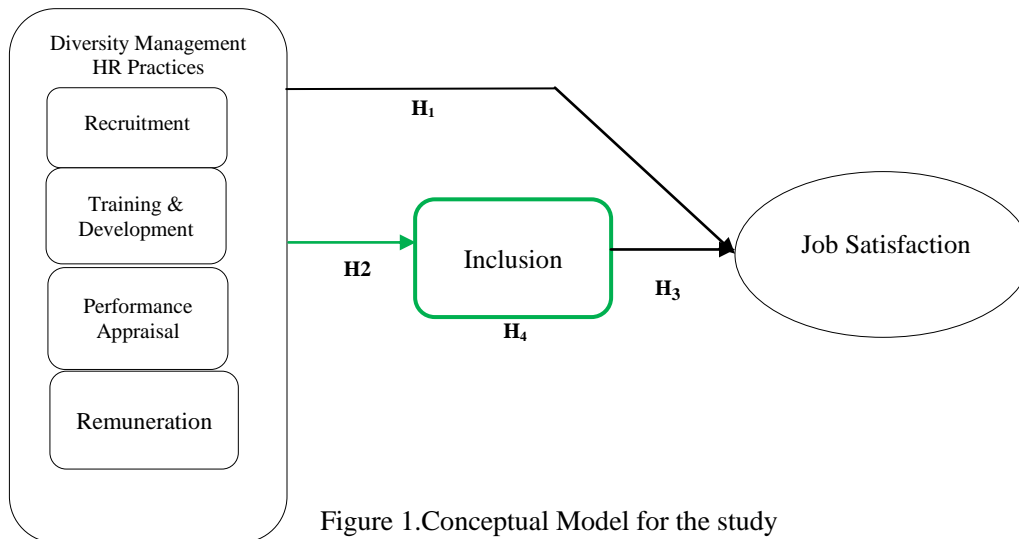 Diversity Management
HR Practices
Recruitment
Training &
Development
Performance
Appraisal
Remuneration
H₁
H2
Inclusion
H₄
H₃
Job Satisfaction
Figure 1.Conceptual Model for the study